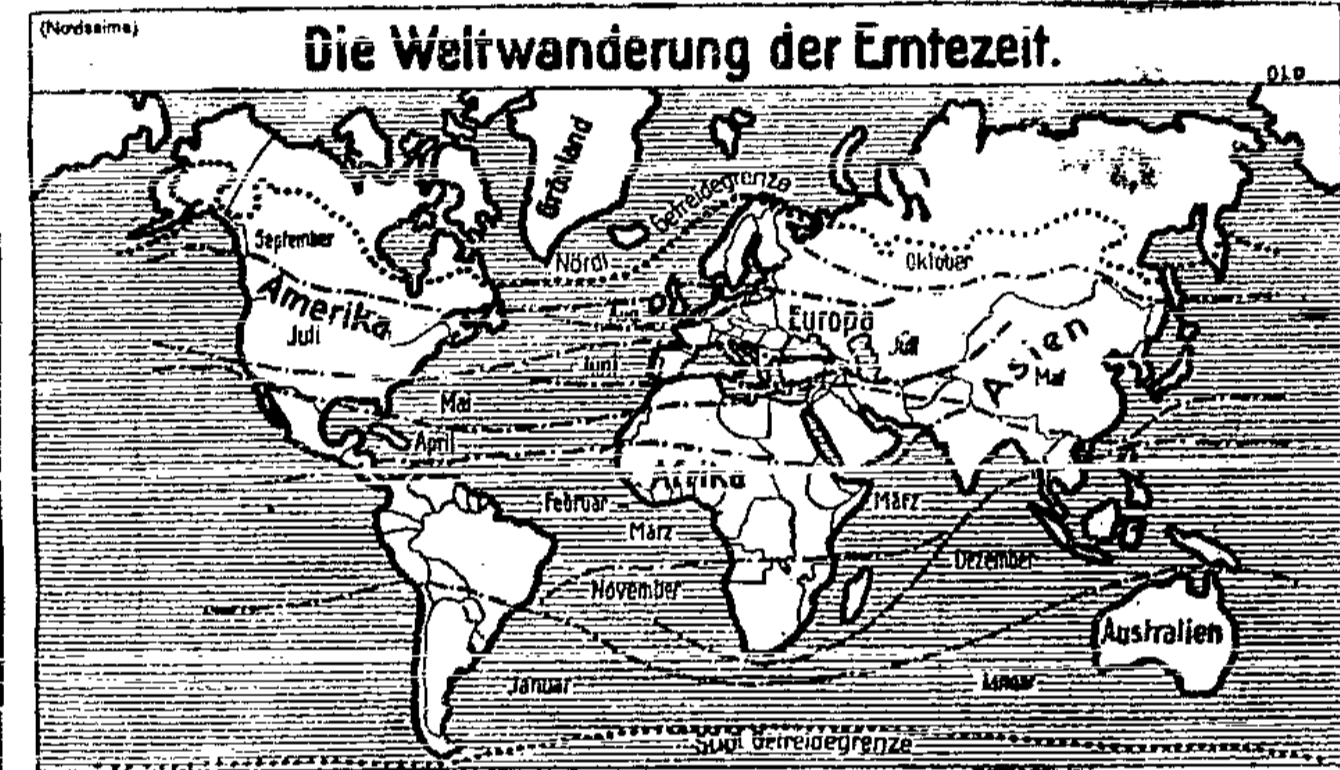 Die Weltwanderung der Erntezeit.
Grönland
Getreidegrenze
September
Nördl
Oktober
Amerika
Europa
Juli
Juli
Asien
Juni
Mai
Mai
April
Afrika
Februar
März
März
Dezember
November
Australien
Januar
Januar
Südl Getreidegrenze